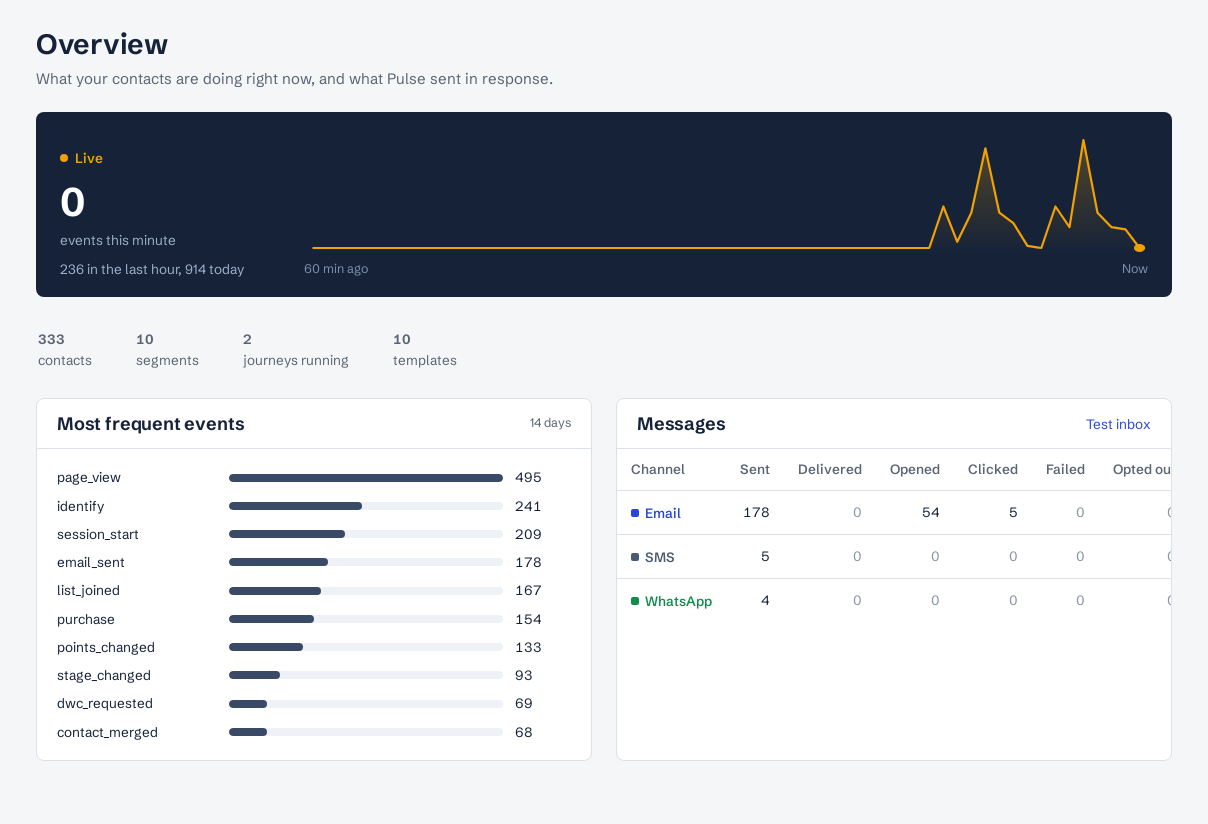 Overview
What your contacts are doing right now, and what Pulse sent in response.
Live
0
events this minute
236 in the last hour, 914 today
60 min ago Now
333 10 2 10
contacts segments journeys running templates
Most frequent events 14 days
page_view 495
identify 241
session_start 209
email_sent 178
list_joined 167
purchase 154
points_changed 133
stage_changed 93
dwc_requested 69
contact_merged 68
Messages Test inbox
Channel Sent Delivered Opened Clicked Failed Opted ou
Email 178 0 54 5 0
SMS 5 0 0 0 0
WhatsApp 4 0 0 0 0